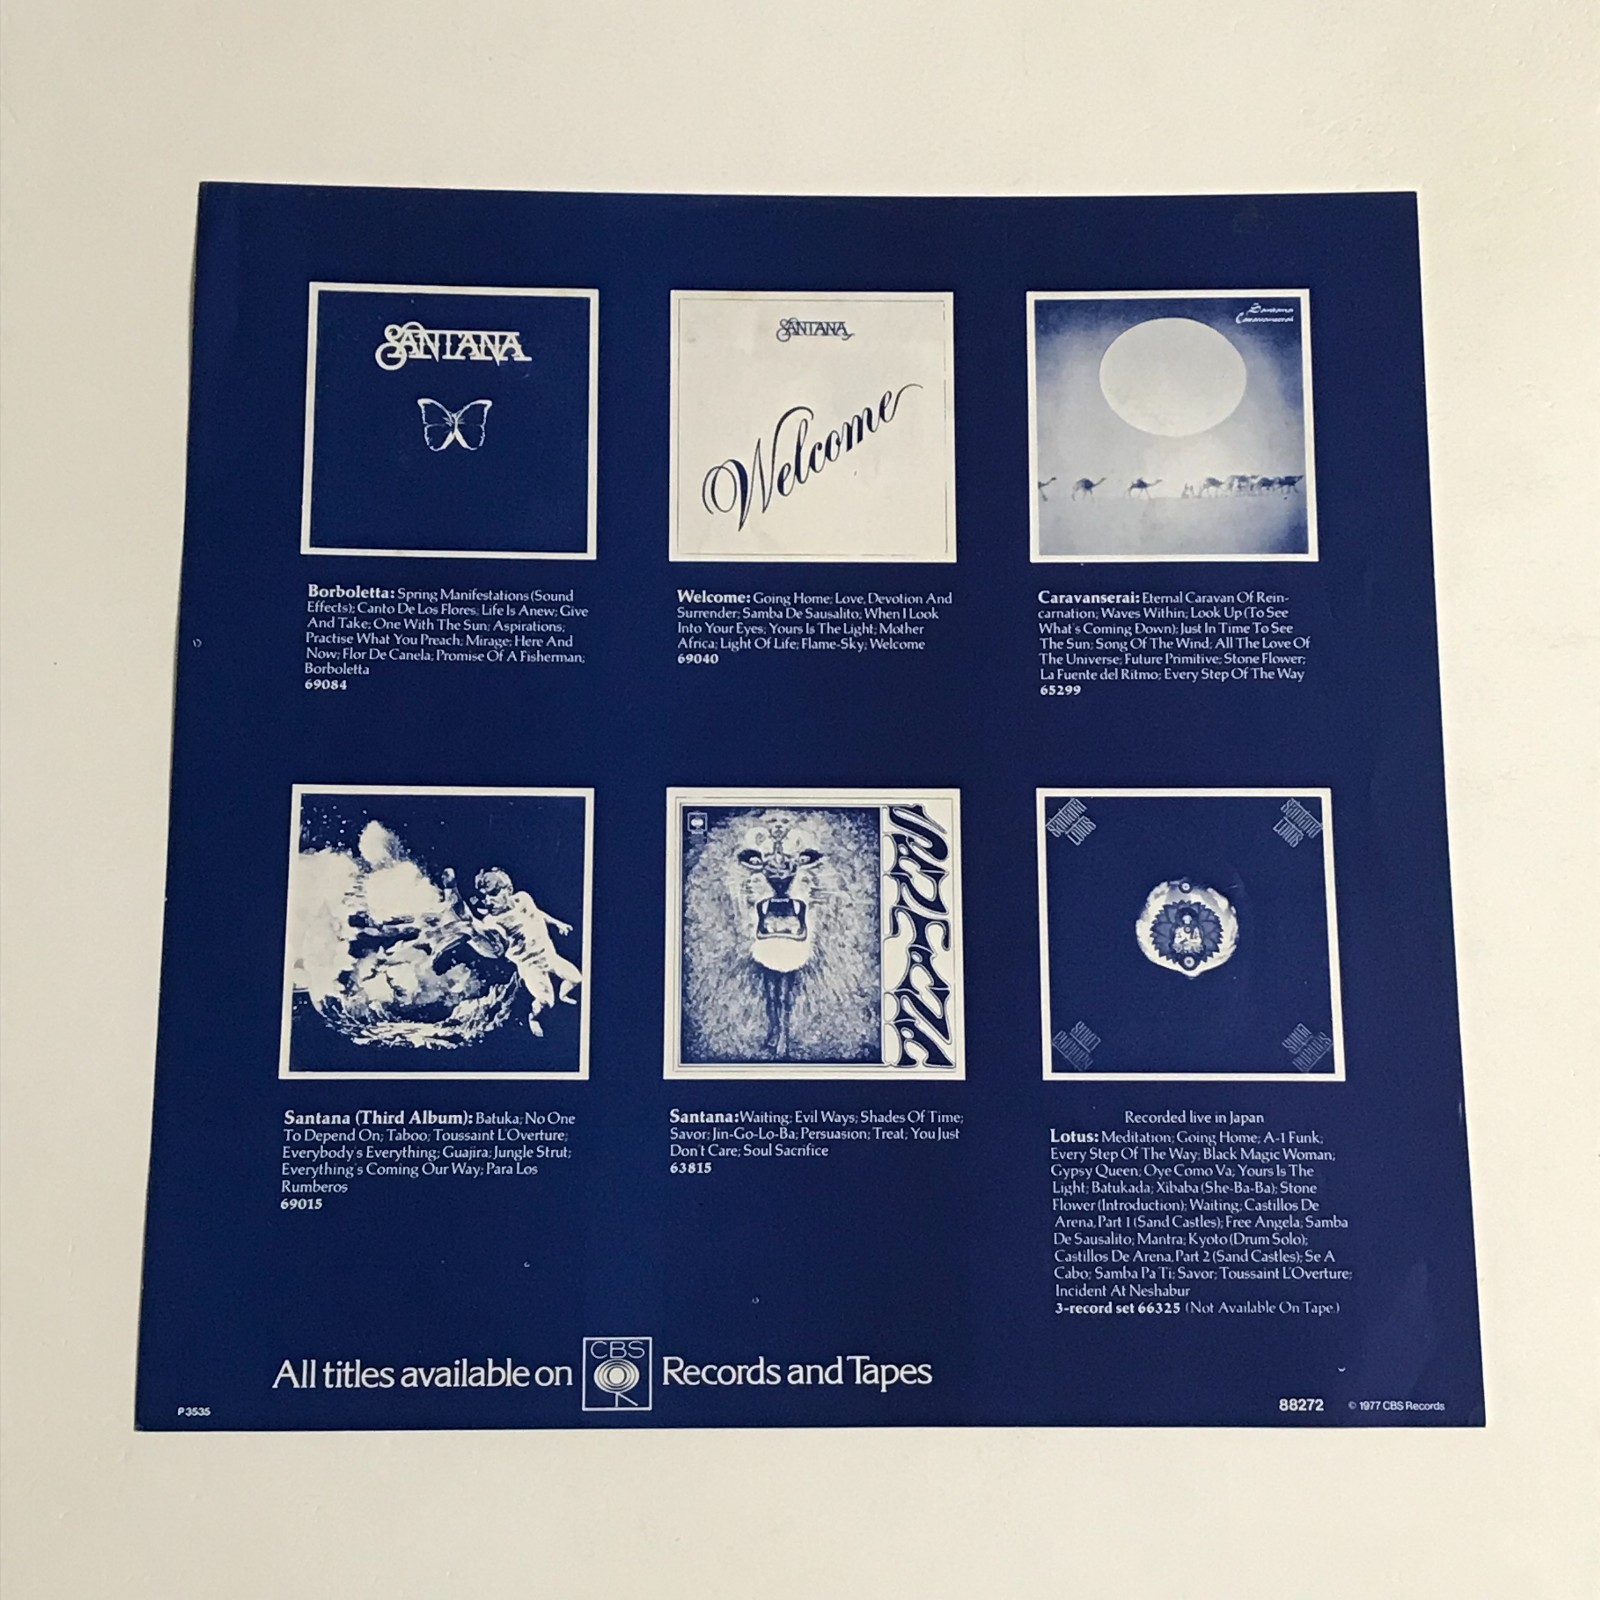 SANTANA
SANTANA
Welcome
Santana
Caravanserai
Borboletta: Spring Manifestations (Sound
Effects); Canto De Los Flores; Life Is Anew; Give
And Take; One With The Sun; Aspirations;
Practise What You Preach; Mirage; Here And
Now; Flor De Canela; Promise Of A Fisherman;
Borboletta
69084
Welcome: Going Home; Love, Devotion And
Surrender; Samba De Sausalito; When I Look
Into Your Eyes; Yours Is The Light; Mother
Africa; Light Of Life; Flame-Sky; Welcome
69040
Caravanserai: Eternal Caravan Of Rein-
carnation; Waves Within; Look Up (To See
What's Coming Down); Just In Time To See
The Sun; Song Of The Wind; All The Love Of
The Universe; Future Primitive; Stone Flower;
La Fuente del Ritmo; Every Step Of The Way
65299
SANTANA
Santana
Lotus
Santana
Lotus
Santa (Third Album): Batuka; No One
To Depend On; Taboo; Toussaint L'Overture;
Everybody's Everything; Guajira; Jungle Strut;
Everything's Coming Our Way; Para Los
Rumberos
69015
Santana: Waiting; Evil Ways; Shades Of Time;
Savor; Jin-Go-Lo-Ba; Persuasion; Treat; You Just
Don't Care; Soul Sacrifice
63815
Recorded live in Japan
Lotus: Meditation; Going Home; A-1 Funk;
Every Step Of The Way; Black Magic Woman;
Gypsy Queen; Oye Como Va; Yours Is The
Light; Batukada; Xibaba (She-Ba-Ba); Stone
Flower (Introduction); Waiting; Castillos De
Arena, Part 1 (Sand Castles); Free Angela; Samba
De Sausalito; Mantra; Kyoto (Drum Solo);
Castillos De Arena, Part 2 (Sand Castles); Se A
Cabo; Samba Pa Ti; Savor; Toussaint L'Overture;
Incident At Neshabur
3-record set 66325 (Not Available On Tape.)
All titles available on CBS Records and Tapes
P 3535
88272 © 1977 CBS Records